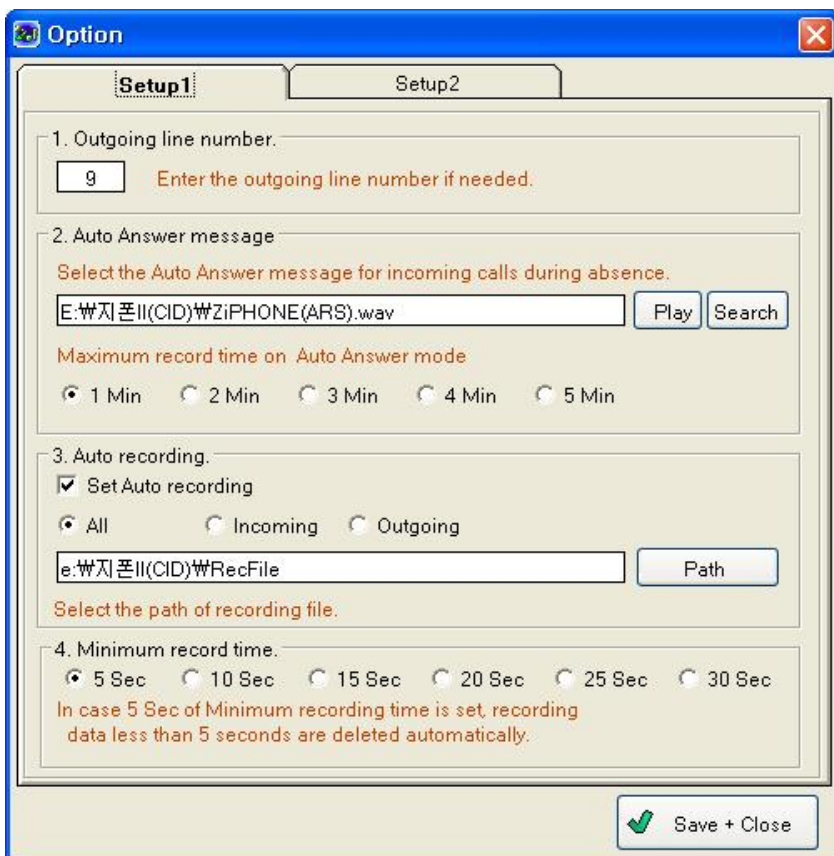 Option
Setup1 Setup2
1. Outgoing line number.
9 Enter the outgoing line number if needed.
2. Auto Answer message
Select the Auto Answer message for incoming calls during absence.
E:₩지폰II(CID)₩ZiPHONE(ARS).wav Play Search
Maximum record time on Auto Answer mode
1 Min 2 Min 3 Min 4 Min 5 Min
3. Auto recording.
Set Auto recording
All Incoming Outgoing
e:₩지폰II(CID)₩RecFile Path
Select the path of recording file.
4. Minimum record time.
5 Sec 10 Sec 15 Sec 20 Sec 25 Sec 30 Sec
In case 5 Sec of Minimum recording time is set, recording
data less than 5 seconds are deleted automatically.
Save + Close